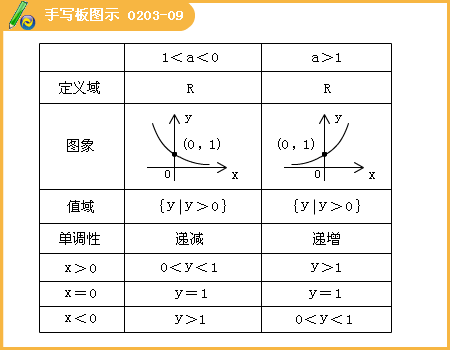 手写板图示 0203-09
1＜a＜0 a＞1
定义域 R R
图象 y (0，1) 0 x (0，1) y 0 x
值域 {y|y＞0} {y|y＞0}
单调性 递减 递增
x＞0 0＜y＜1 y＞1
x＝0 y＝1 y＝1
x＜0 y＞1 0＜y＜1